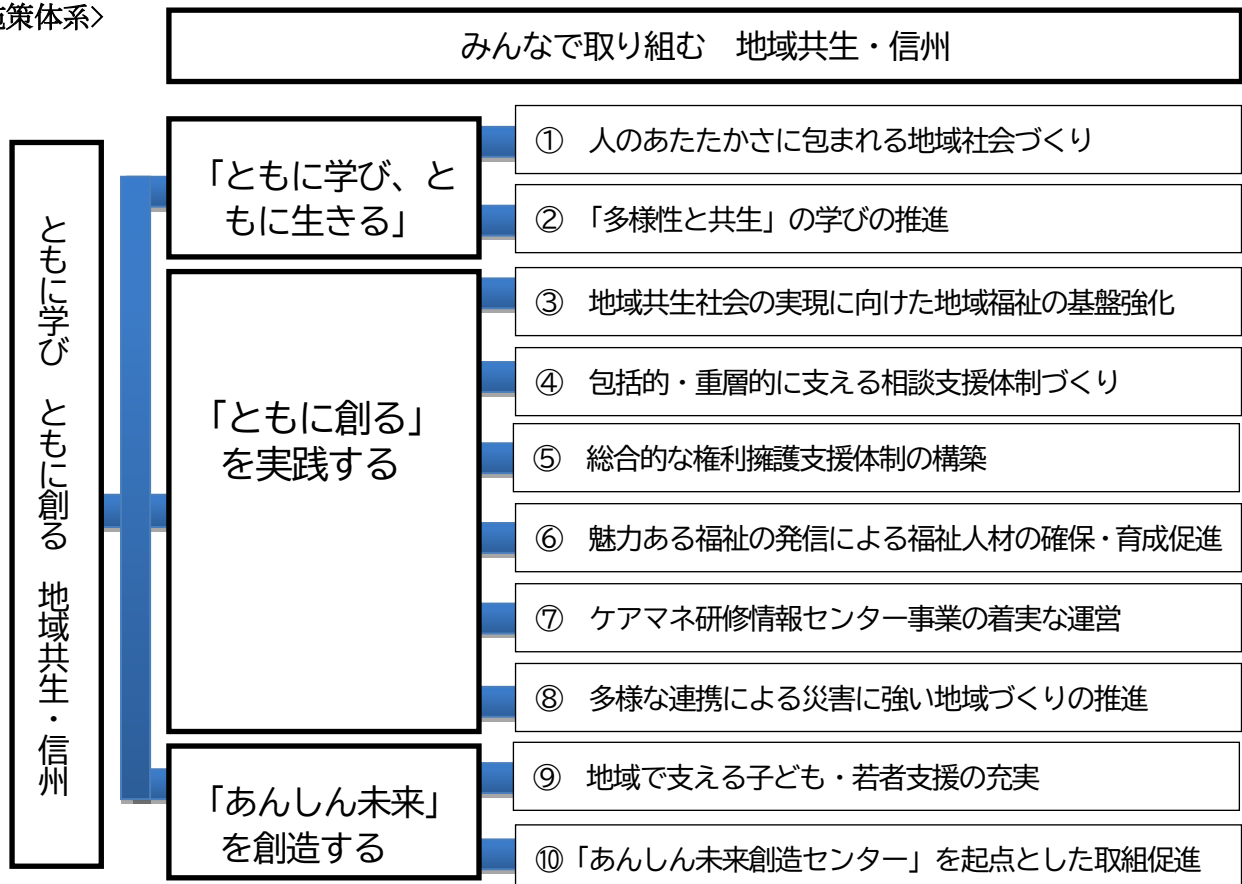 策体系>
みんなで取り組む　地域共生・信州
ともに学び　ともに創る　地域共生・信州
「ともに学び、と
もに生きる」
①　人のあたたかさに包まれる地域社会づくり
②　「多様性と共生」の学びの推進
「ともに創る」
を実践する
③　地域共生社会の実現に向けた地域福祉の基盤強化
④　包括的・重層的に支える相談支援体制づくり
⑤　総合的な権利擁護支援体制の構築
⑥　魅力ある福祉の発信による福祉人材の確保・育成促進
⑦　ケアマネ研修情報センター事業の着実な運営
⑧　多様な連携による災害に強い地域づくりの推進
「あんしん未来」
を創造する
⑨　地域で支える子ども・若者支援の充実
⑩「あんしん未来創造センター」を起点とした取組促進